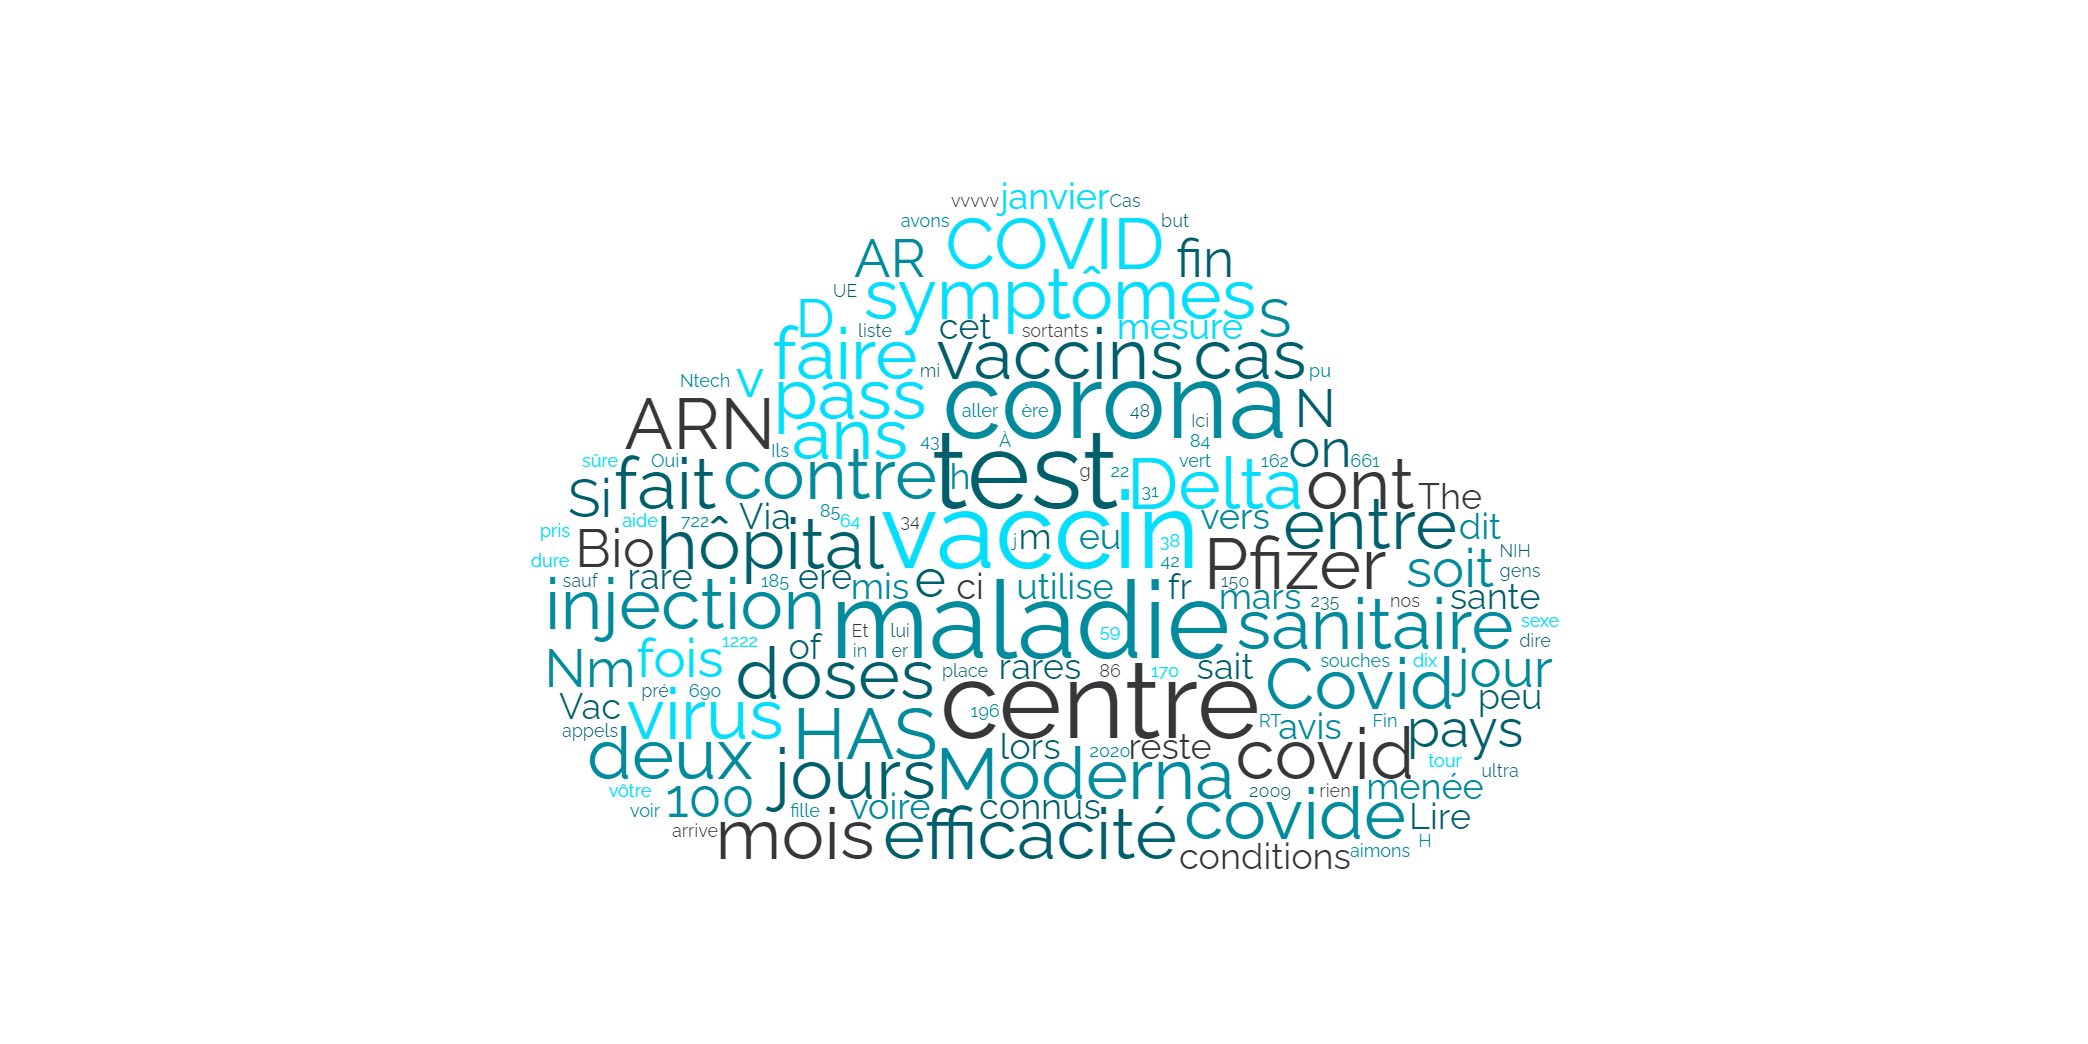 janvier
vvvvv Cas
avons COVID but
AR fin
UE symptômes
D S
liste cet sortants mesure
faire vaccins cas
Ntech v mi pu
pass corona
ARN aller ère 48 Ici N
ans 43 À 84
Ils on
sûre Oui contre test g 22 vert 162 661
Si fait h Delta ont The
31
pris aide 722 Via 85 64 34 vers entre dit
hôpital vaccin jm eu 38
dure Bio 42 Pfizer NIH
sauf rare 185 ere mis e ci utilise fr 150 soit gens
injection mars 235 nos sante
Et lui maladie 59 sanitaire sexe
fois 1222 of in er dire
Nm doses place rares 86 170 sait souches dix jour
pré 690 centre Covid peu
Vac virus 196 RT avis Fin
appels HAS pays
deux lors 2020 reste covid tour
jours Moderna ultra
vôtre 100 2009 rien menée
voir fille voire connus covide Lire
arrive mois efficacité H
conditions aimons